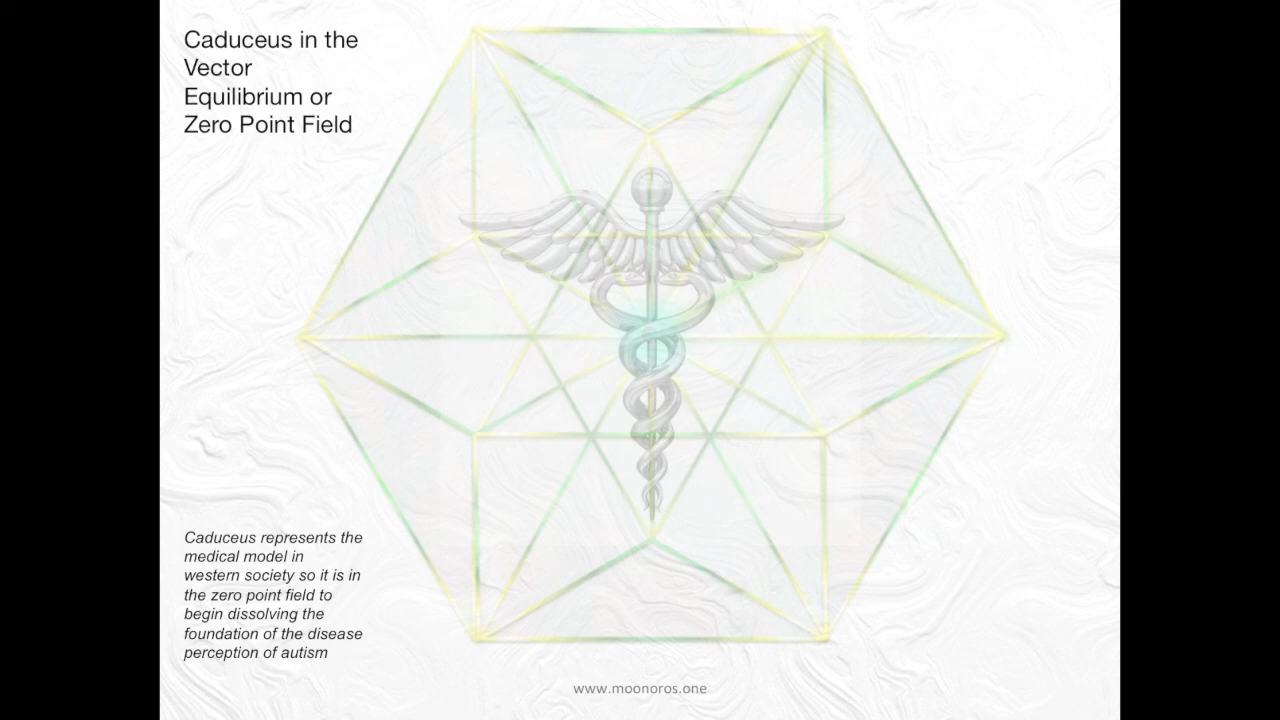 Caduceus in the
Vector
Equilibrium or
Zero Point Field
Caduceus represents the
medical model in
western society so it is in
the zero point field to
begin dissolving the
foundation of the disease
perception of autism
www.moonoros.one